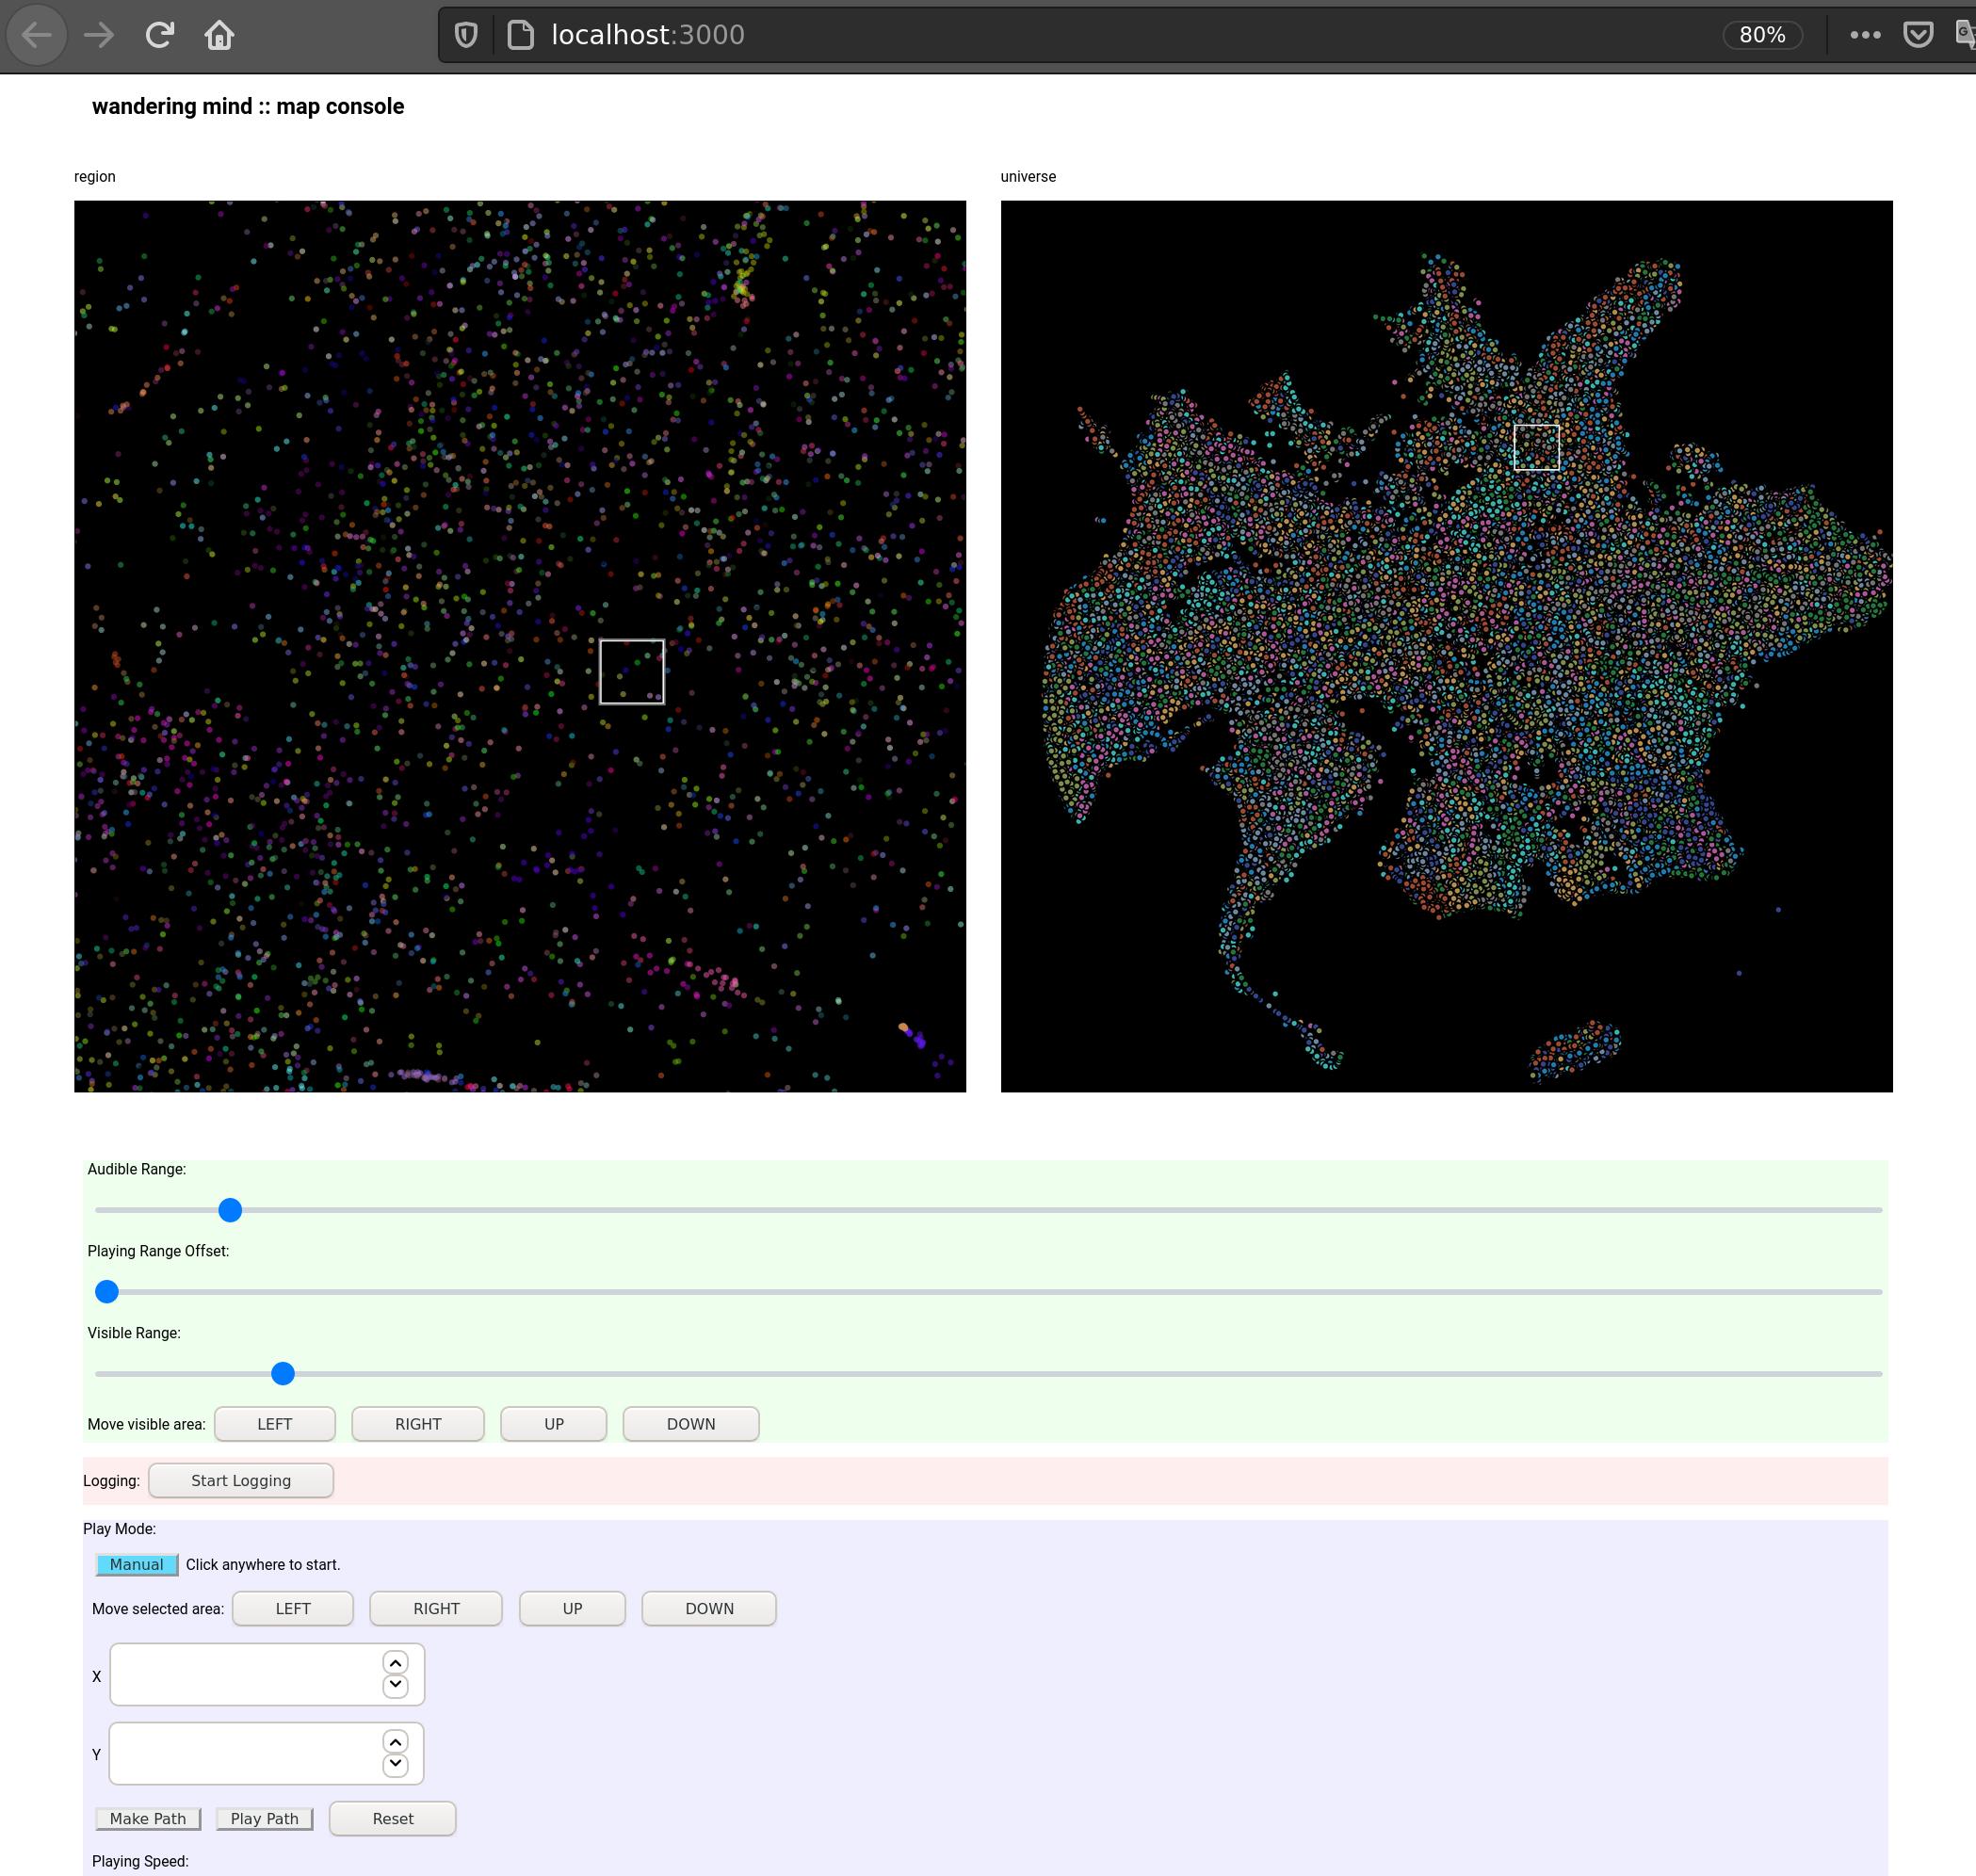 localhost:3000
80%
wandering mind :: map console
region
universe
Audible Range:
Playing Range Offset:
Visible Range:
Move visible area: LEFT RIGHT UP DOWN
Logging: Start Logging
Play Mode:
Manual Click anywhere to start.
Move selected area: LEFT RIGHT UP DOWN
X
Y
Make Path Play Path Reset
Playing Speed: